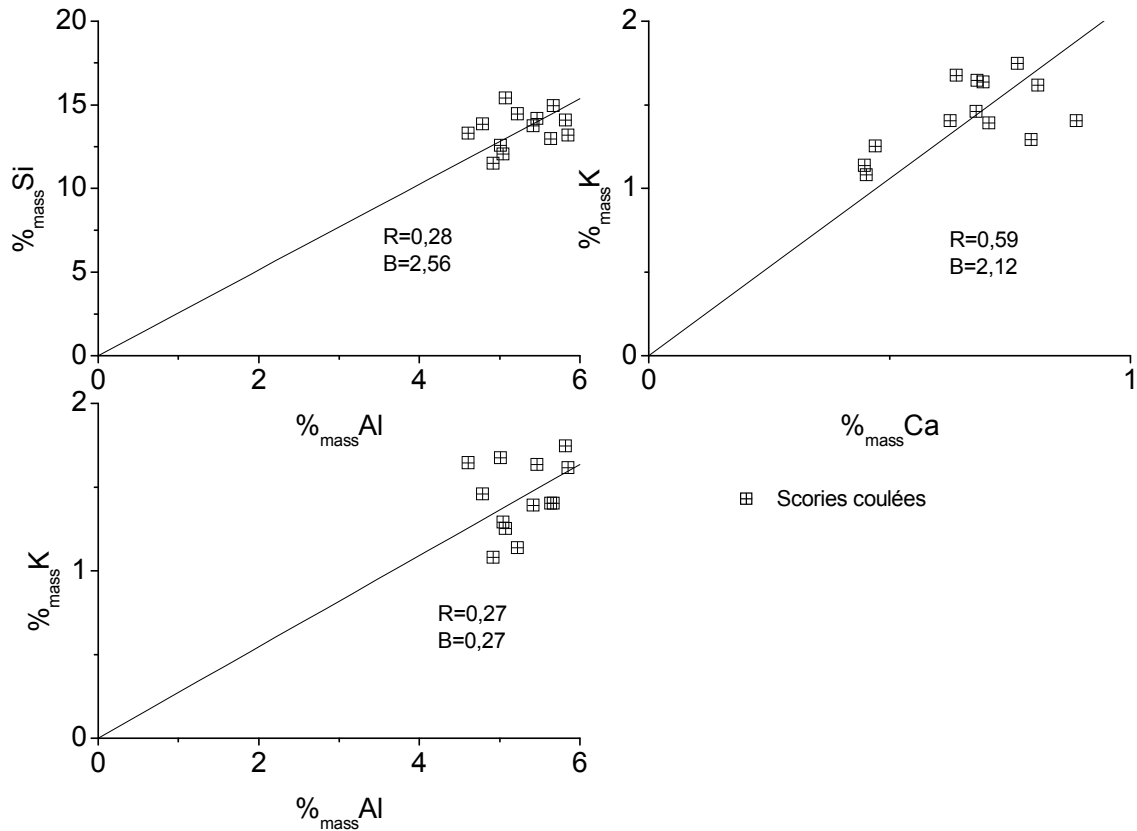 20
15
10
5
0
%massSi
R=0,28
B=2,56
0
2
4
6
%massAl
2
1
0
%massK
R=0,59
B=2,12
0
1
%massCa
2
1
0
%massK
R=0,27
B=0,27
0
2
4
6
%massAl
Scories coulées